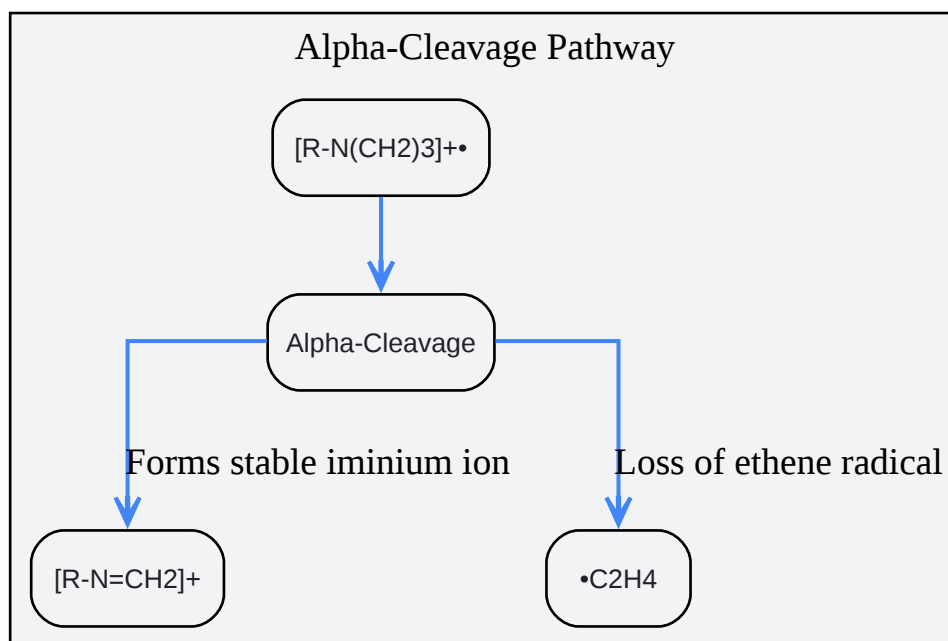 Alpha-Cleavage Pathway
[R-N(CH2)3]+•
Alpha-Cleavage
Forms stable iminium ion
Loss of ethene radical
[R-N=CH2]+
•C2H4